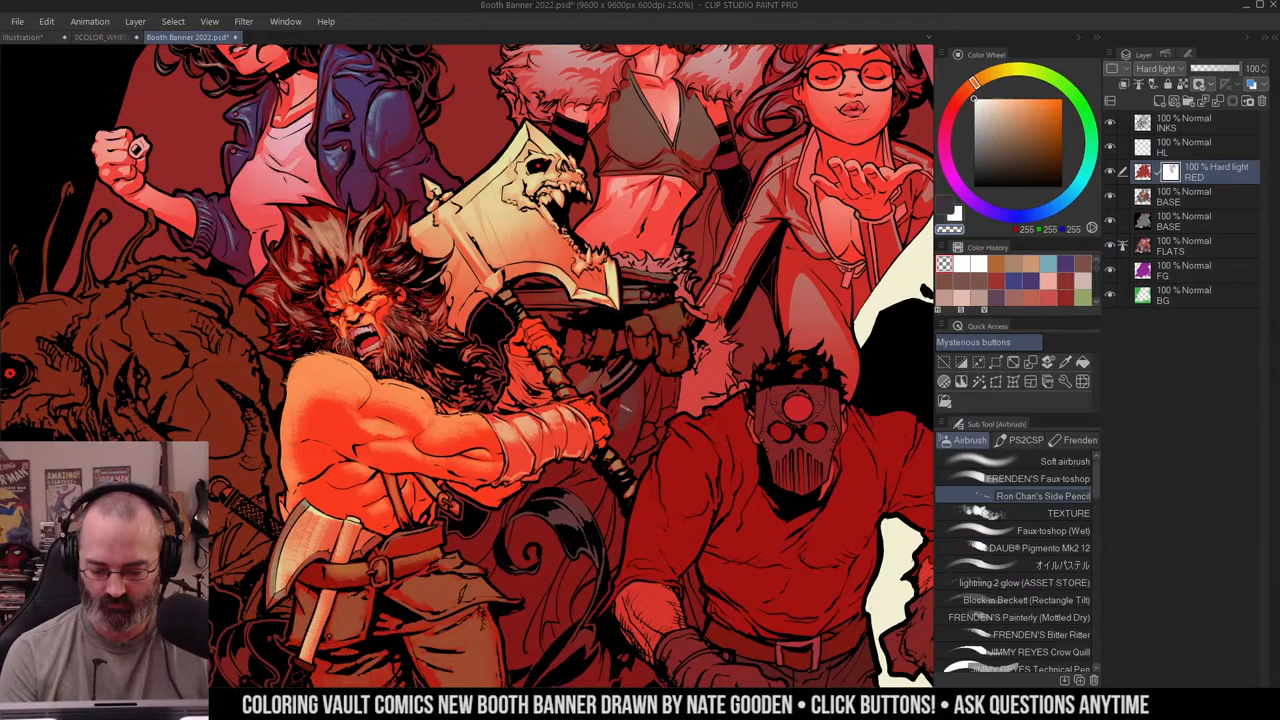 Booth Banner 2022.psd* (9600 x 9600px 600dpi 25.0%) - CLIP STUDIO PAINT PRO
File Edit Animation Layer Select View Filter Window Help
Illustration* 0COLOR_WHEE Booth Banner 2022.psd*
Color Wheel
255 255 255
Color History
H S V
Quick Access
Mysterious buttons
Sub Tool [Airbrush]
Airbrush PS2CSP Frenden
Soft airbrush
FRENDEN'S Faux-toshop
Ron Chan's Side Pencil
TEXTURE
Faux-toshop (Wet)
DAUB® Pigmento Mk2 12
オイルパステル
lightning 2 glow (ASSET STORE)
Block-in Beckett (Rectangle Tilt)
FRENDEN'S Painterly (Mottled Dry)
FRENDEN'S Bitter Ritter
JIMMY REYES Crow Quill
JIMMY REYES Technical Pen
Layer
Hard light 100
100 % Normal
INKS
100 % Normal
HL
100 % Hard light
RED
100 % Normal
BASE
100 % Normal
BASE
100 % Normal
FLATS
100 % Normal
FG
100 % Normal
BG
COLORING VAULT COMICS NEW BOOTH BANNER DRAWN BY NATE GOODEN • CLICK BUTTONS! • ASK QUESTIONS ANYTIME